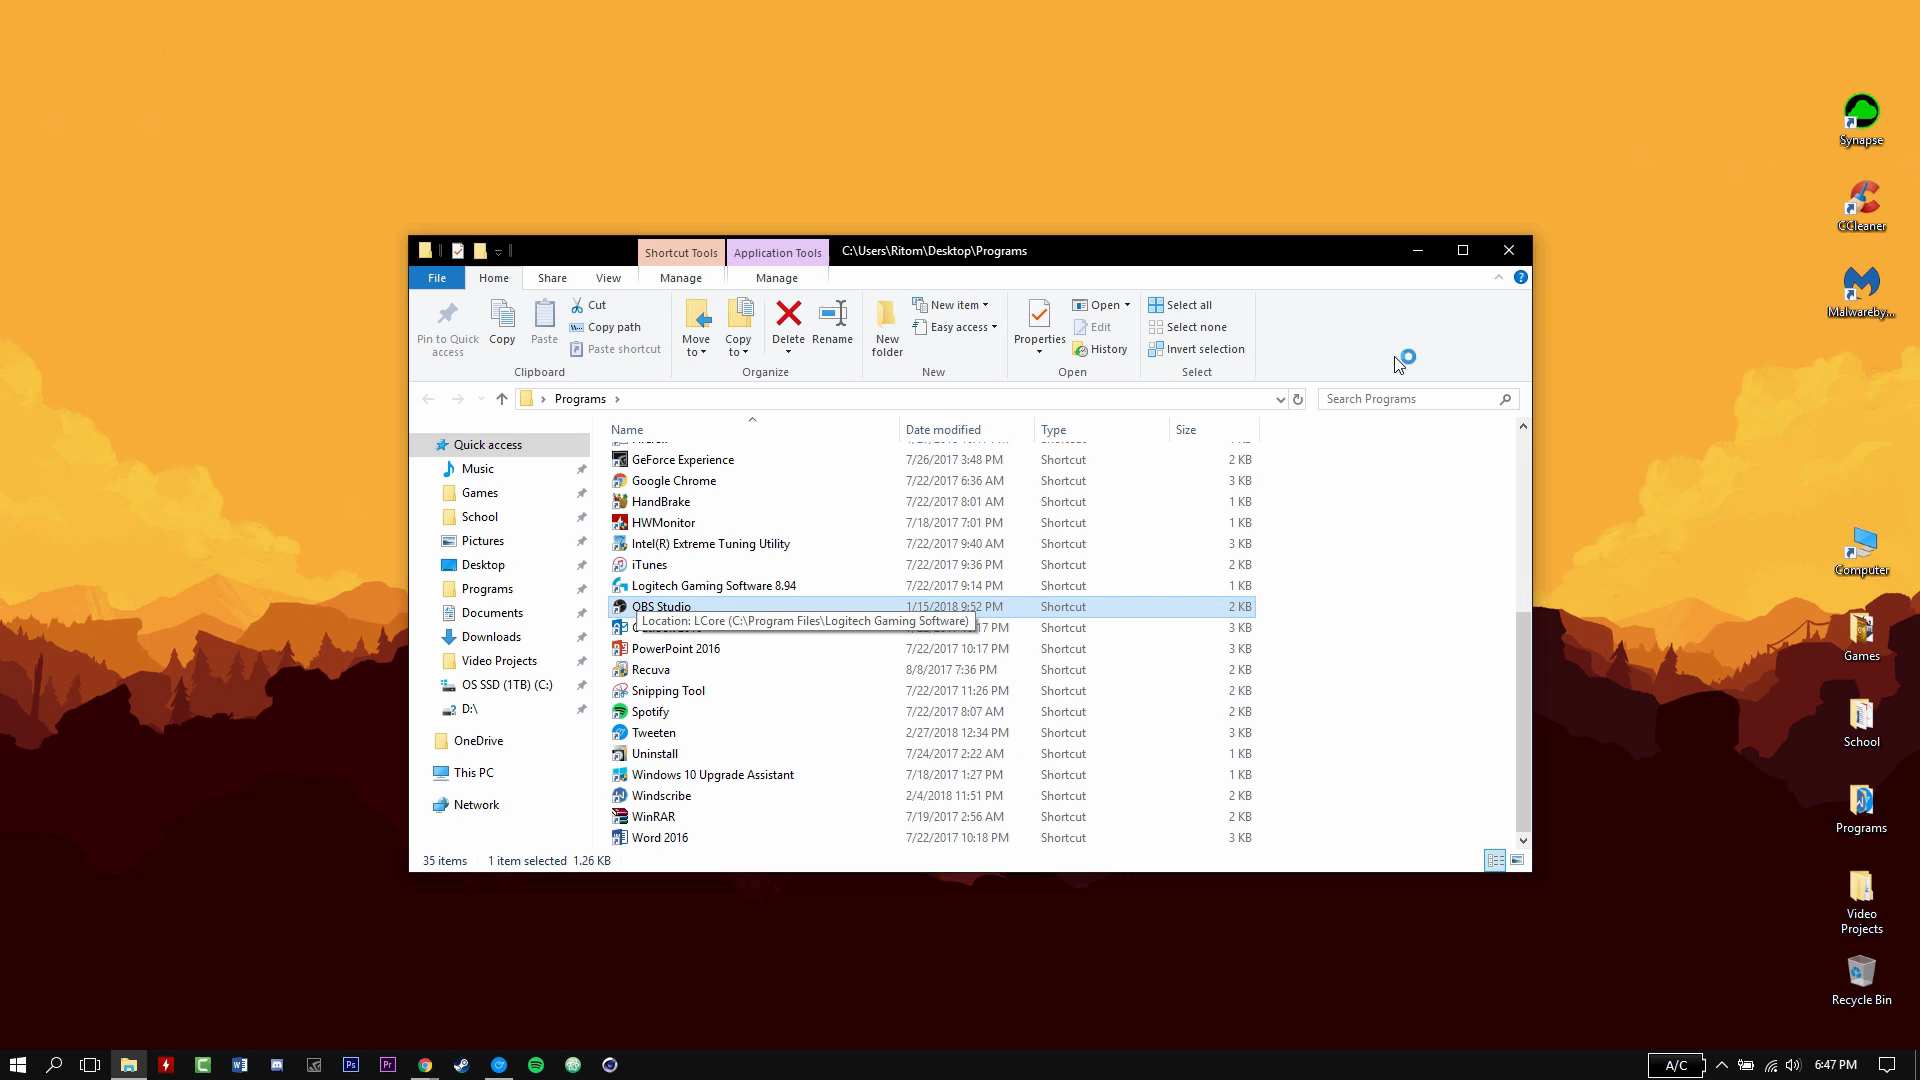 Synapse
CCleaner
Malwareby...
Computer
Games
School
Programs
Video
Projects
Recycle Bin
Shortcut Tools
Application Tools
C:\Users\Ritom\Desktop\Programs
File
Home
Share
View
Manage
Manage
Pin to Quick
access
Copy
Paste
Cut
Copy path
Paste shortcut
Clipboard
Move
to
Copy
to
Delete
Rename
Organize
New
folder
New item
Easy access
New
Properties
Open
Edit
History
Open
Select all
Select none
Invert selection
Select
Programs
Search Programs
Quick access
Music
Games
School
Pictures
Desktop
Programs
Documents
Downloads
Video Projects
OS SSD (1TB) (C:)
D:\
OneDrive
This PC
Network
Name Date modified Type Size
GeForce Experience 7/26/2017 3:48 PM Shortcut 2 KB
Google Chrome 7/22/2017 6:36 AM Shortcut 3 KB
HandBrake 7/22/2017 8:01 AM Shortcut 1 KB
HWMonitor 7/18/2017 7:01 PM Shortcut 1 KB
Intel(R) Extreme Tuning Utility 7/22/2017 9:40 AM Shortcut 3 KB
iTunes 7/22/2017 9:36 AM Shortcut 2 KB
Logitech Gaming Software 8.94 7/22/2017 9:14 PM Shortcut 1 KB
OBS Studio 1/15/2018 9:52 PM Shortcut 2 KB
Location: LCore (C:\Program Files\Logitech Gaming Software)
17 PM Shortcut 3 KB
PowerPoint 2016 7/22/2017 10:17 PM Shortcut 3 KB
Recuva 8/8/2017 7:36 PM Shortcut 2 KB
Snipping Tool 7/22/2017 11:26 PM Shortcut 2 KB
Spotify 7/22/2017 8:07 AM Shortcut 2 KB
Tweeten 2/27/2018 12:34 PM Shortcut 3 KB
Uninstall 7/24/2017 2:22 AM Shortcut 1 KB
Windows 10 Upgrade Assistant 7/18/2017 1:27 PM Shortcut 1 KB
Windscribe 2/4/2018 11:51 PM Shortcut 2 KB
WinRAR 7/19/2017 2:56 AM Shortcut 2 KB
Word 2016 7/22/2017 10:18 PM Shortcut 3 KB
35 items 1 item selected 1.26 KB
Ps
Pr
A/C
6:47 PM